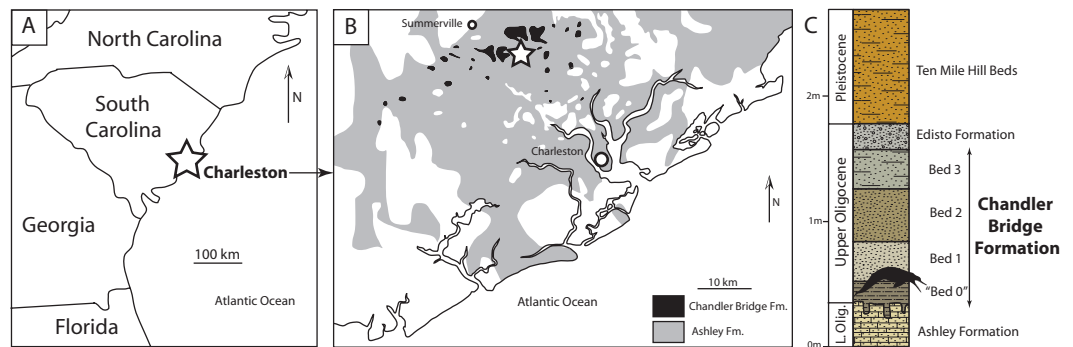 A
North Carolina
South
Carolina
N
Charleston
Georgia
100 km
Atlantic Ocean
Florida
B
Summerville
Charleston
N
10 km
Atlantic Ocean
Chandler Bridge Fm.
Ashley Fm.
C
Pleistocene
Ten Mile Hill Beds
2m
Edisto Formation
Upper Oligocene
Bed 3
Bed 2
Chandler
Bridge
Formation
1m
Bed 1
"Bed 0"
L.Olig.
Ashley Formation
0m